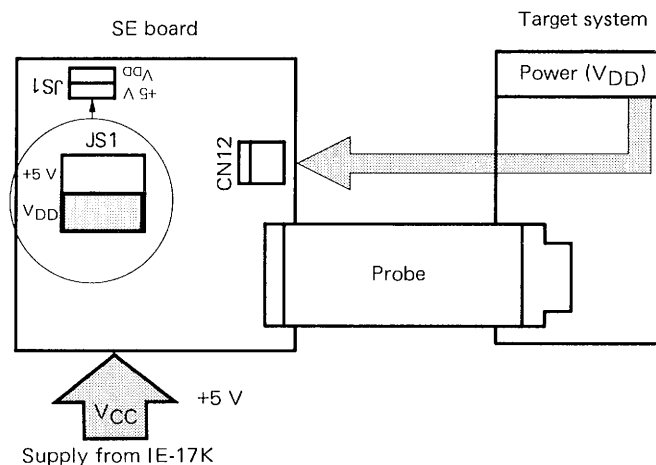 Target system
SE board
Power (VDD)
JS1
VDD
+5 V
JS1
+5 V
VDD
CN12
Probe
VCC
+5 V
Supply from IE-17K